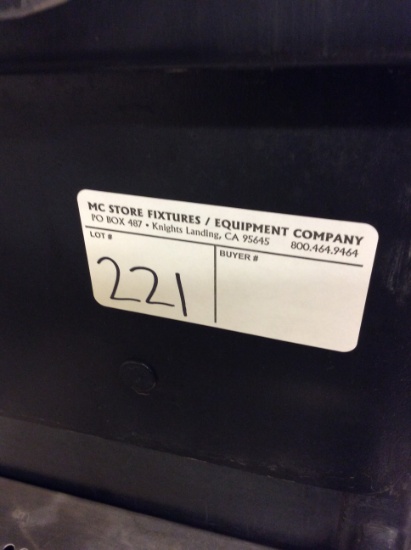 MC STORE FIXTURES / EQUIPMENT COMPANY
PO BOX 487 • Knights Landing, CA 95645 800.464.9464
LOT # BUYER #
221